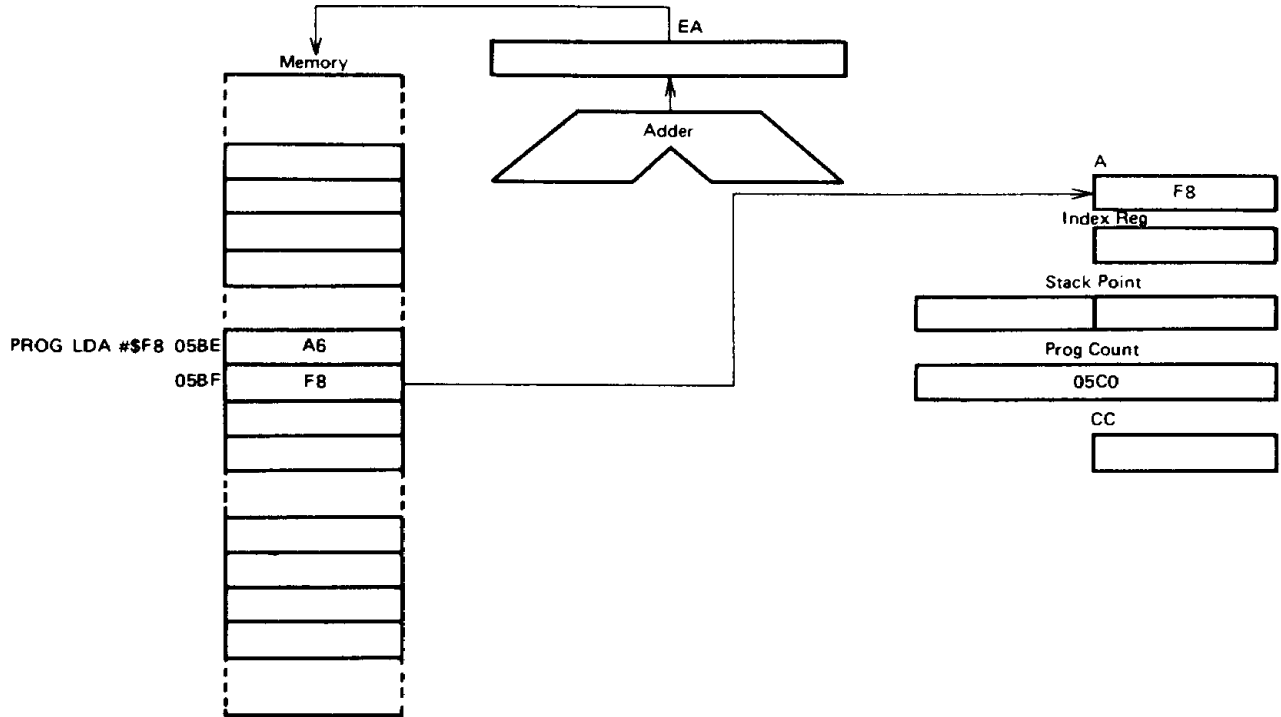 EA
Memory
Adder
A
F8
Index Reg
Stack Point
PROG LDA #$F8 05BE A6
Prog Count
05BF F8
05C0
CC